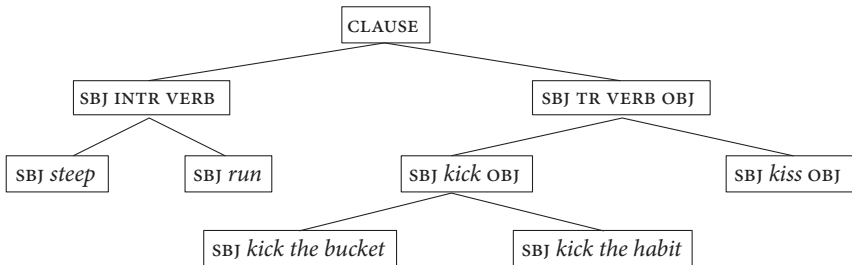 CLAUSE
SBJ INTR VERB SBJ TR VERB OBJ
SBJ steep SBJ run SBJ kick OBJ SBJ kiss OBJ
SBJ kick the bucket SBJ kick the habit